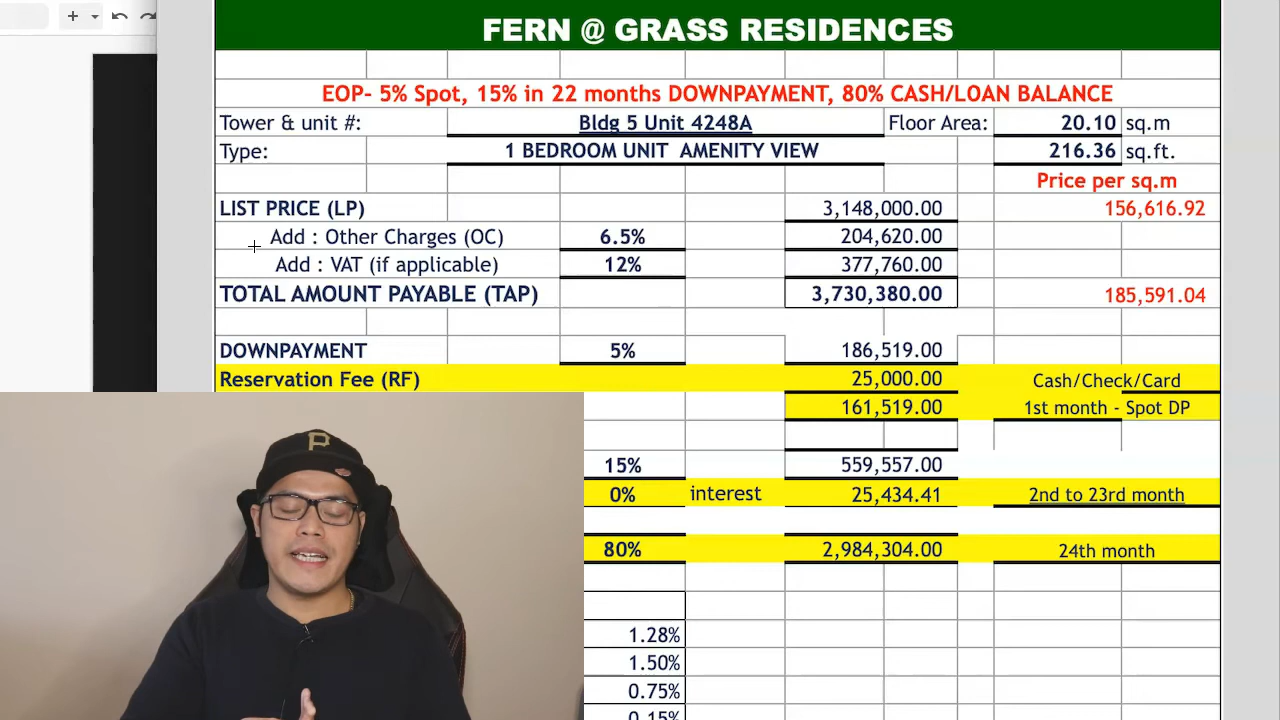 FERN @ GRASS RESIDENCES
EOP- 5% Spot, 15% in 22 months DOWNPAYMENT, 80% CASH/LOAN BALANCE
Tower & unit #: Bldg 5 Unit 4248A Floor Area: 20.10 sq.m
Type: 1 BEDROOM UNIT AMENITY VIEW 216.36 sq.ft.
Price per sq.m
LIST PRICE (LP) 3,148,000.00 156,616.92
Add : Other Charges (OC) 6.5% 204,620.00
Add : VAT (if applicable) 12% 377,760.00
TOTAL AMOUNT PAYABLE (TAP) 3,730,380.00 185,591.04
DOWNPAYMENT 5% 186,519.00
Reservation Fee (RF) 25,000.00 Cash/Check/Card
161,519.00 1st month - Spot DP
15% 559,557.00
0% interest 25,434.41 2nd to 23rd month
80% 2,984,304.00 24th month
1.28%
1.50%
0.75%
0.15%
P